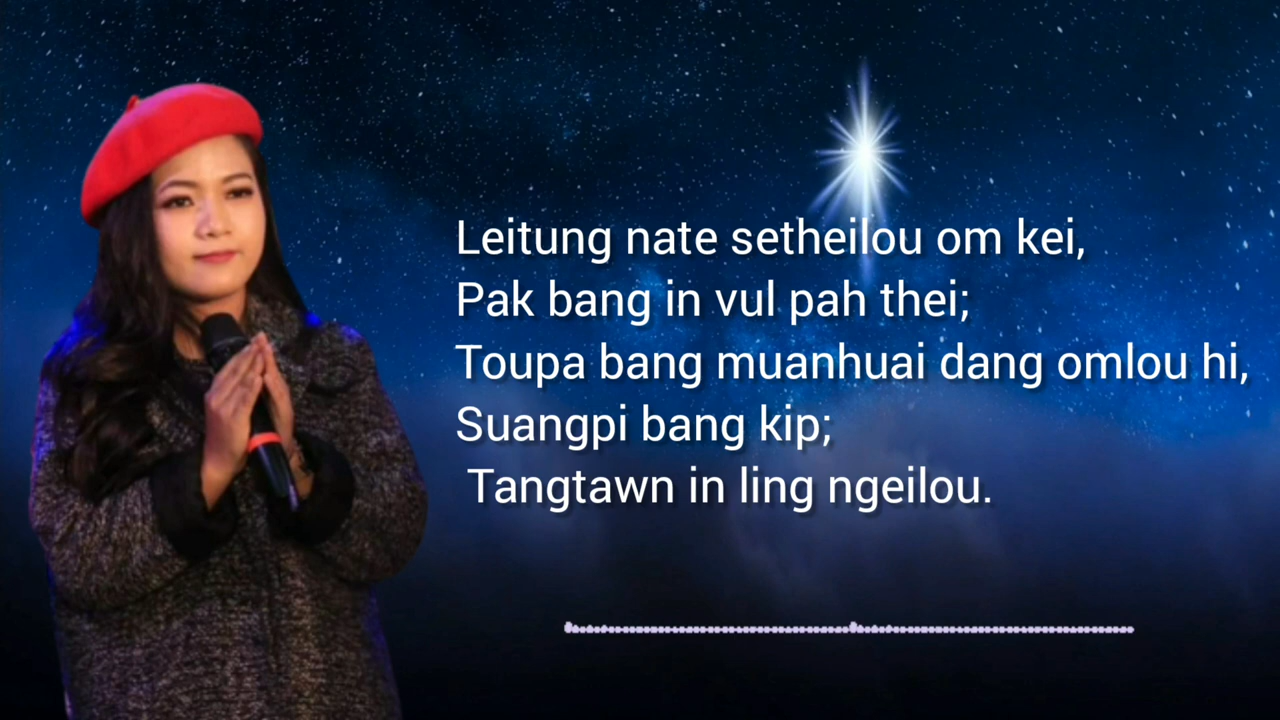 Leitung nate setheilou om kei,
Pak bang in vul pah thei;
Toupa bang muanhuai dang omlou hi,
Suangpi bang kip;
Tangtawn in ling ngeilou.